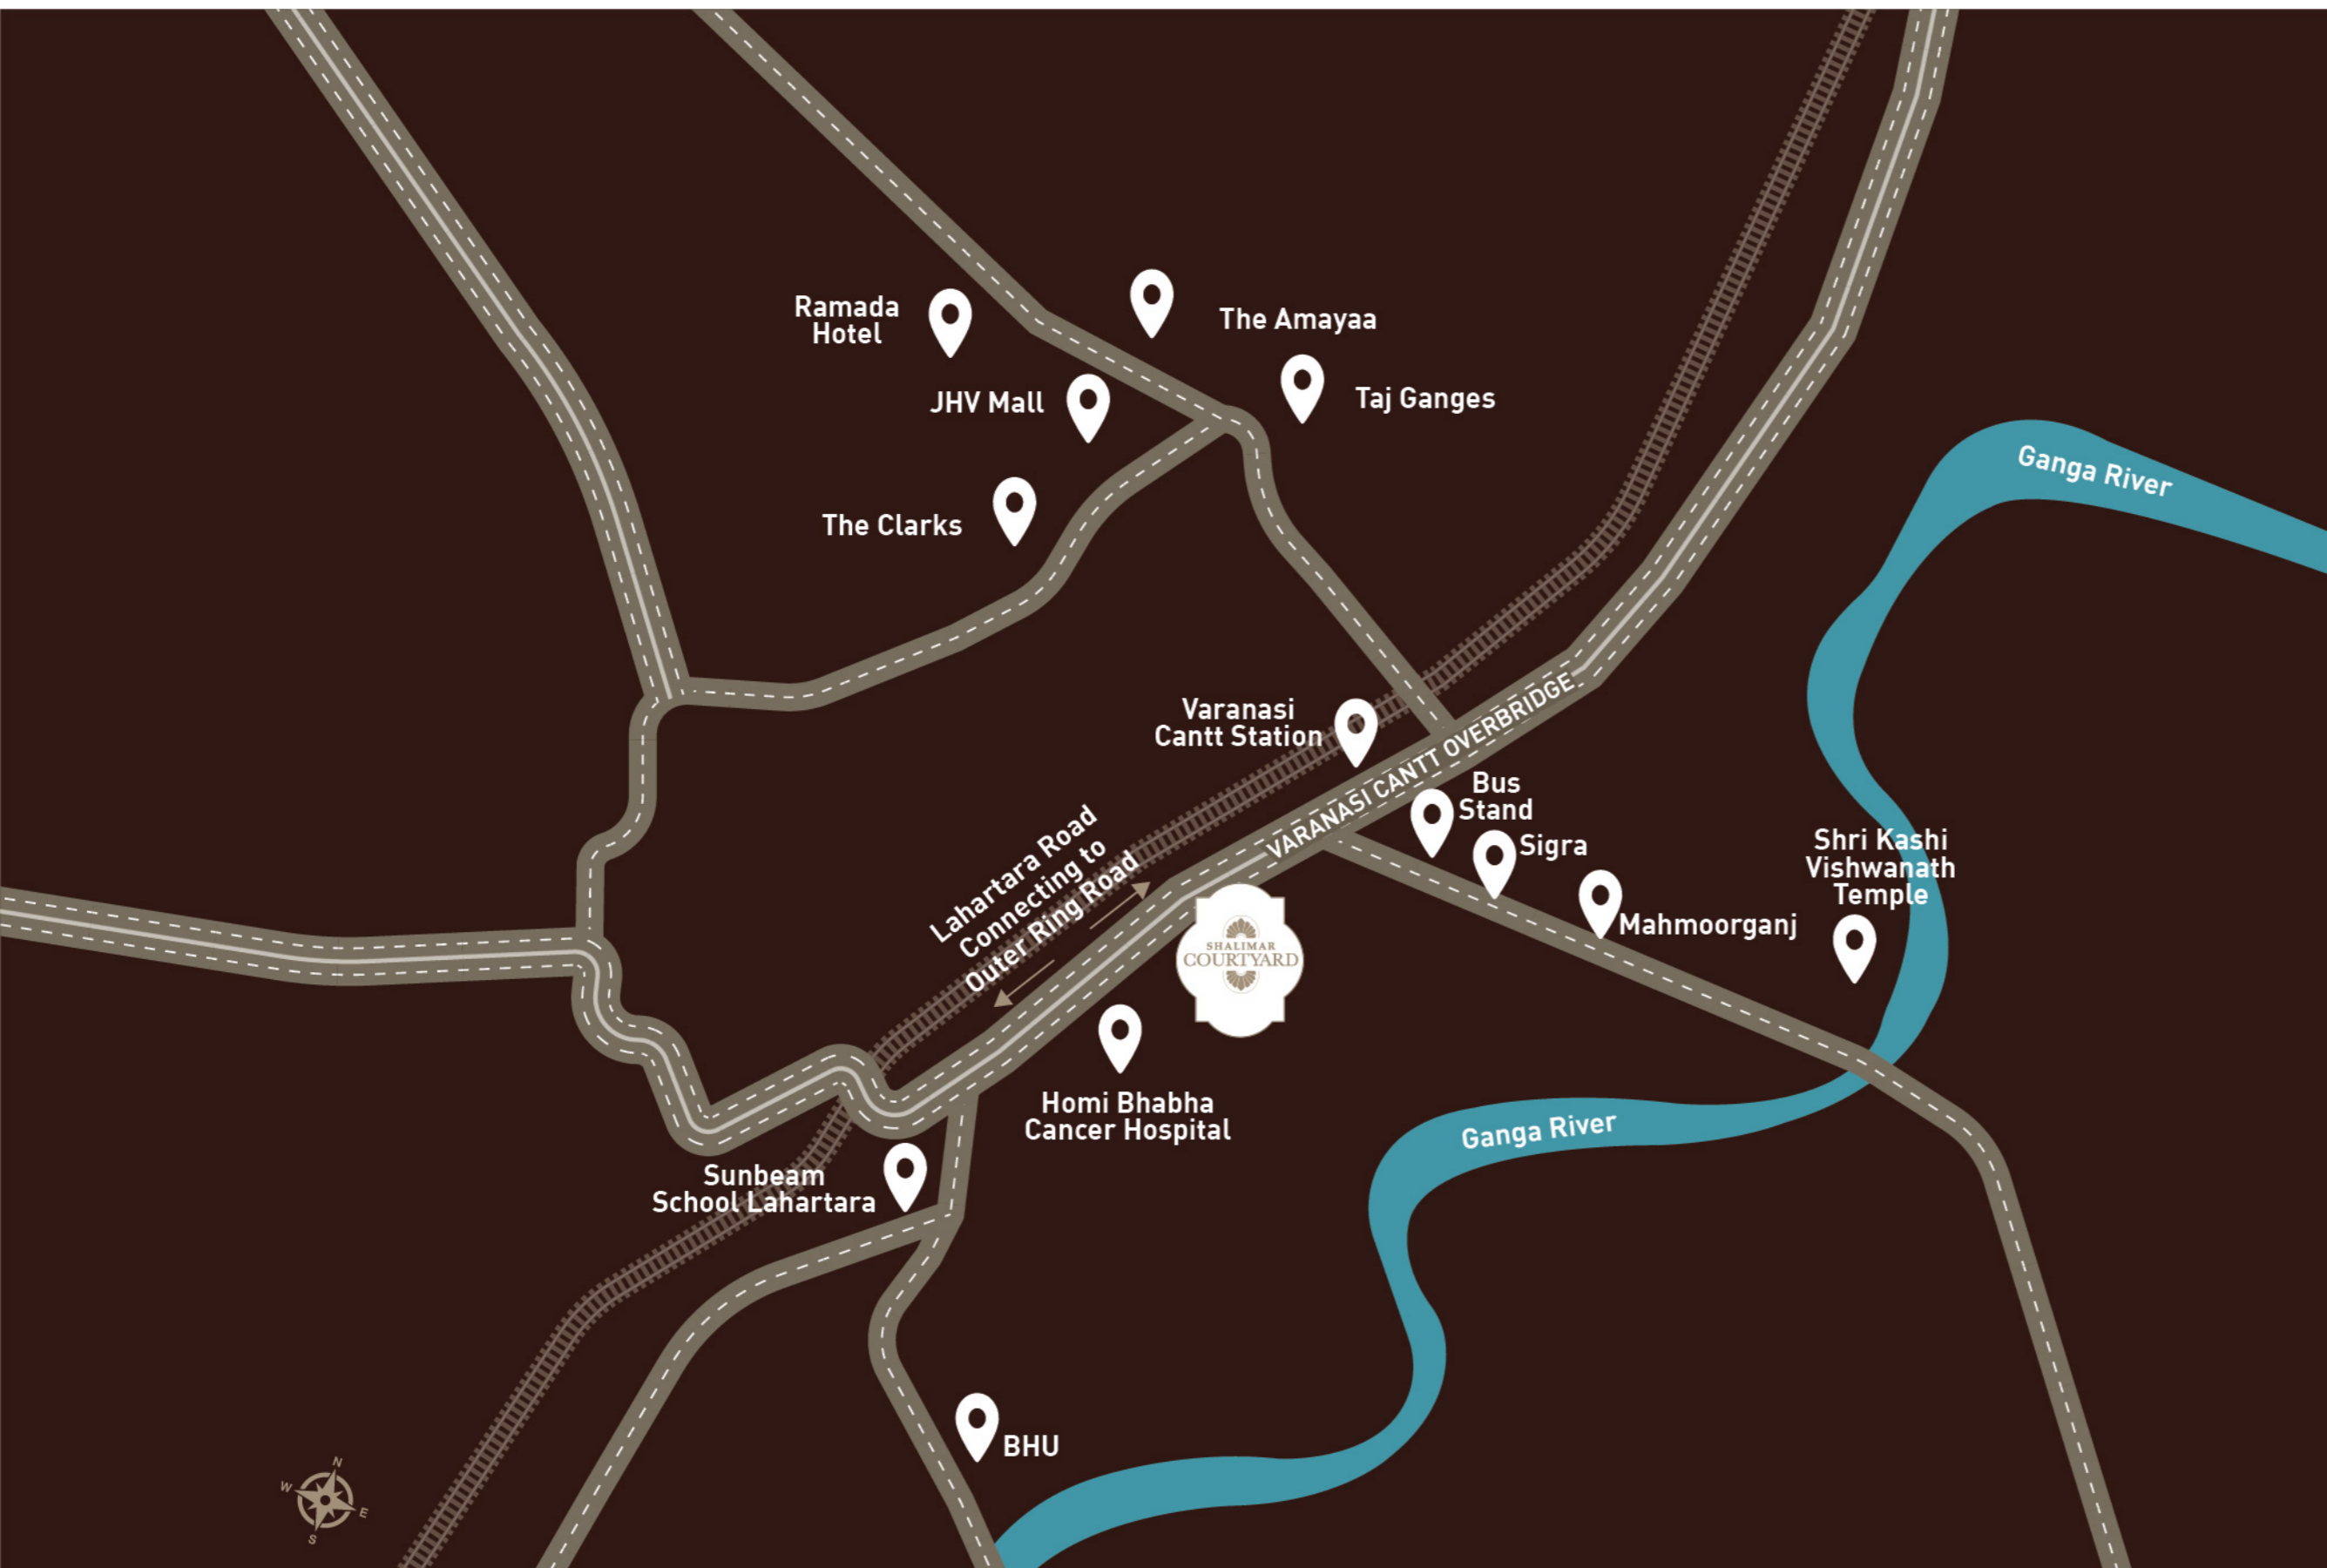 Ramada
Hotel
The Amayaa
JHV Mall
Taj Ganges
The Clarks
Ganga River
Varanasi
Cantt Station
VARANASI CANTT OVERBRIDGE
Bus
Stand
Sigra
Mahmoorganj
Shri Kashi
Vishwanath
Temple
Lahartara Road
Connecting to
Outer Ring Road
SHALIMAR
COURTYARD
Homi Bhabha
Cancer Hospital
Ganga River
Sunbeam
School Lahartara
BHU
N
W
E
S